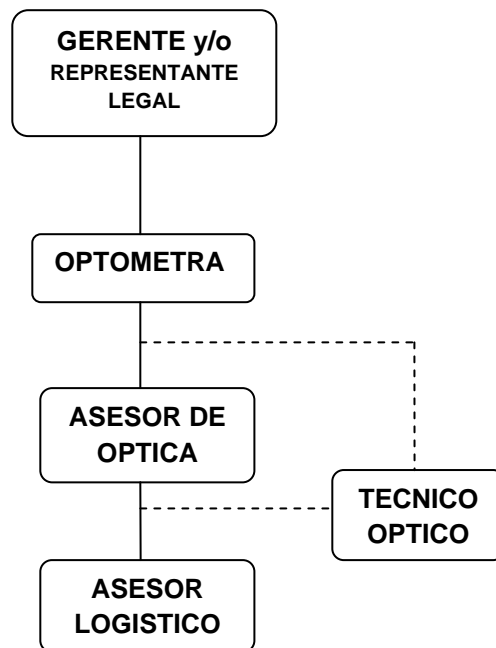 GERENTE y/o
REPRESENTANTE
LEGAL
OPTOMETRA
ASESOR DE
OPTICA
TECNICO
OPTICO
ASESOR
LOGISTICO